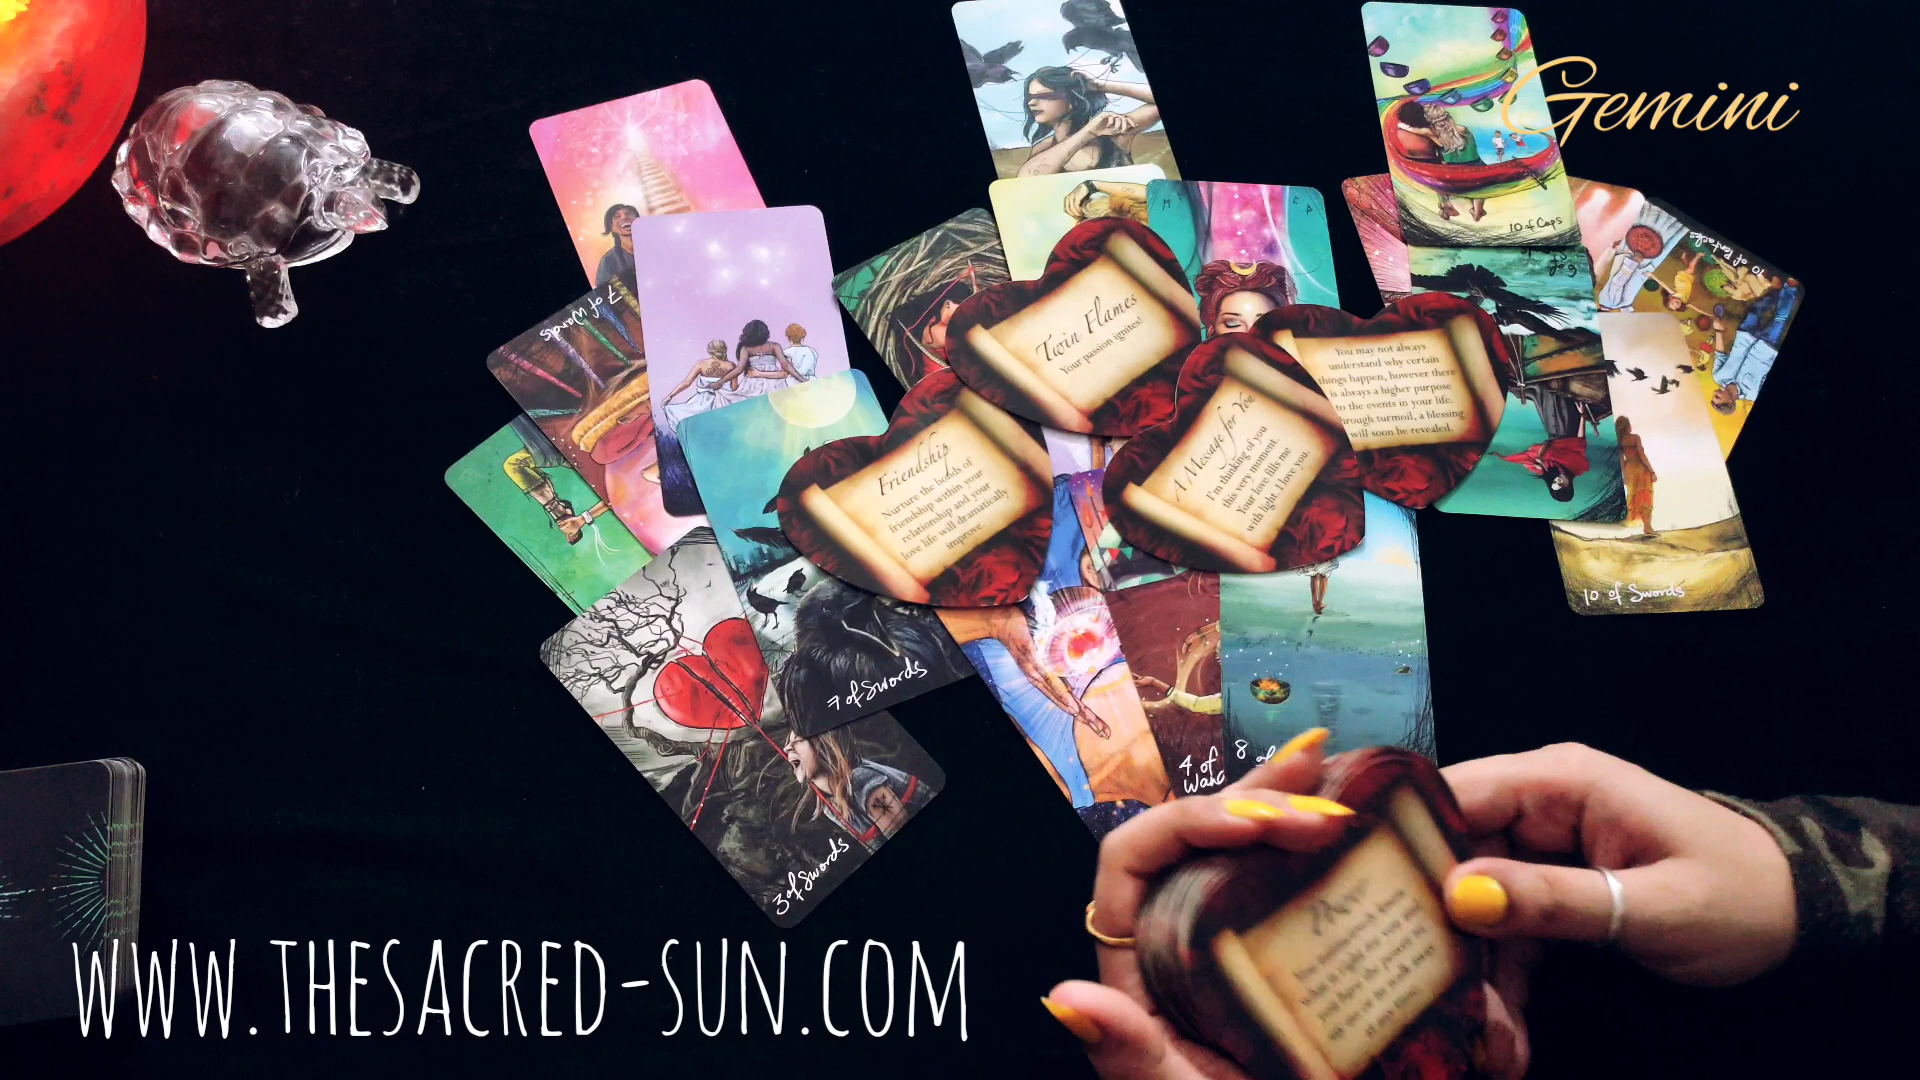 Gemini
10 of Cups
10 of Pentacles
7 of Wands
Twin Flames
Your passion ignites!
You may not always
understand why certain
things happen, however there
is always a higher purpose
to the events in your life.
Through turmoil, a blessing
will soon be revealed.
A Message for You
I'm thinking of you
this very moment.
Your love fills me
with light. I love you.
Friendship
Nurture the bonds of
friendship within your
relationship and your
love life will dramatically
improve.
10 of Swords
7 of Swords
4 of
Wand
8 of
3 of Swords
www.thesacred-sun.com